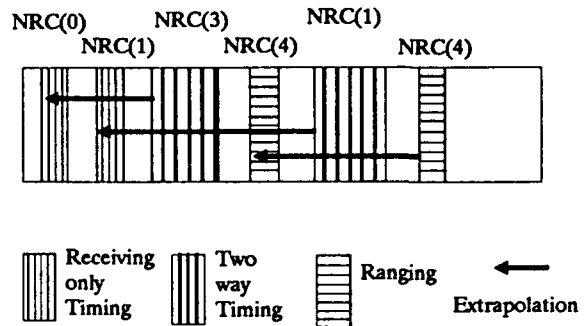 NRC(0)
NRC(1)
NRC(3)
NRC(4)
NRC(1)
NRC(4)
Receiving
only
Timing
Two
way
Timing
Ranging
Extrapolation